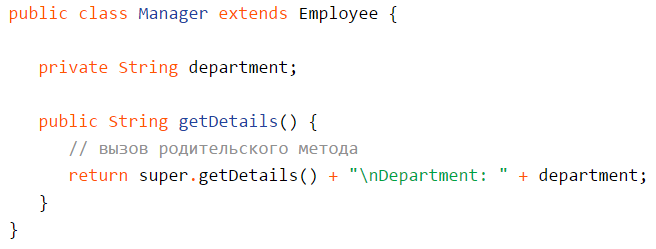 public class Manager extends Employee {
private String department;
public String getDetails() {
// вызов родительского метода
return super.getDetails() + "\nDepartment: " + department;
}
}